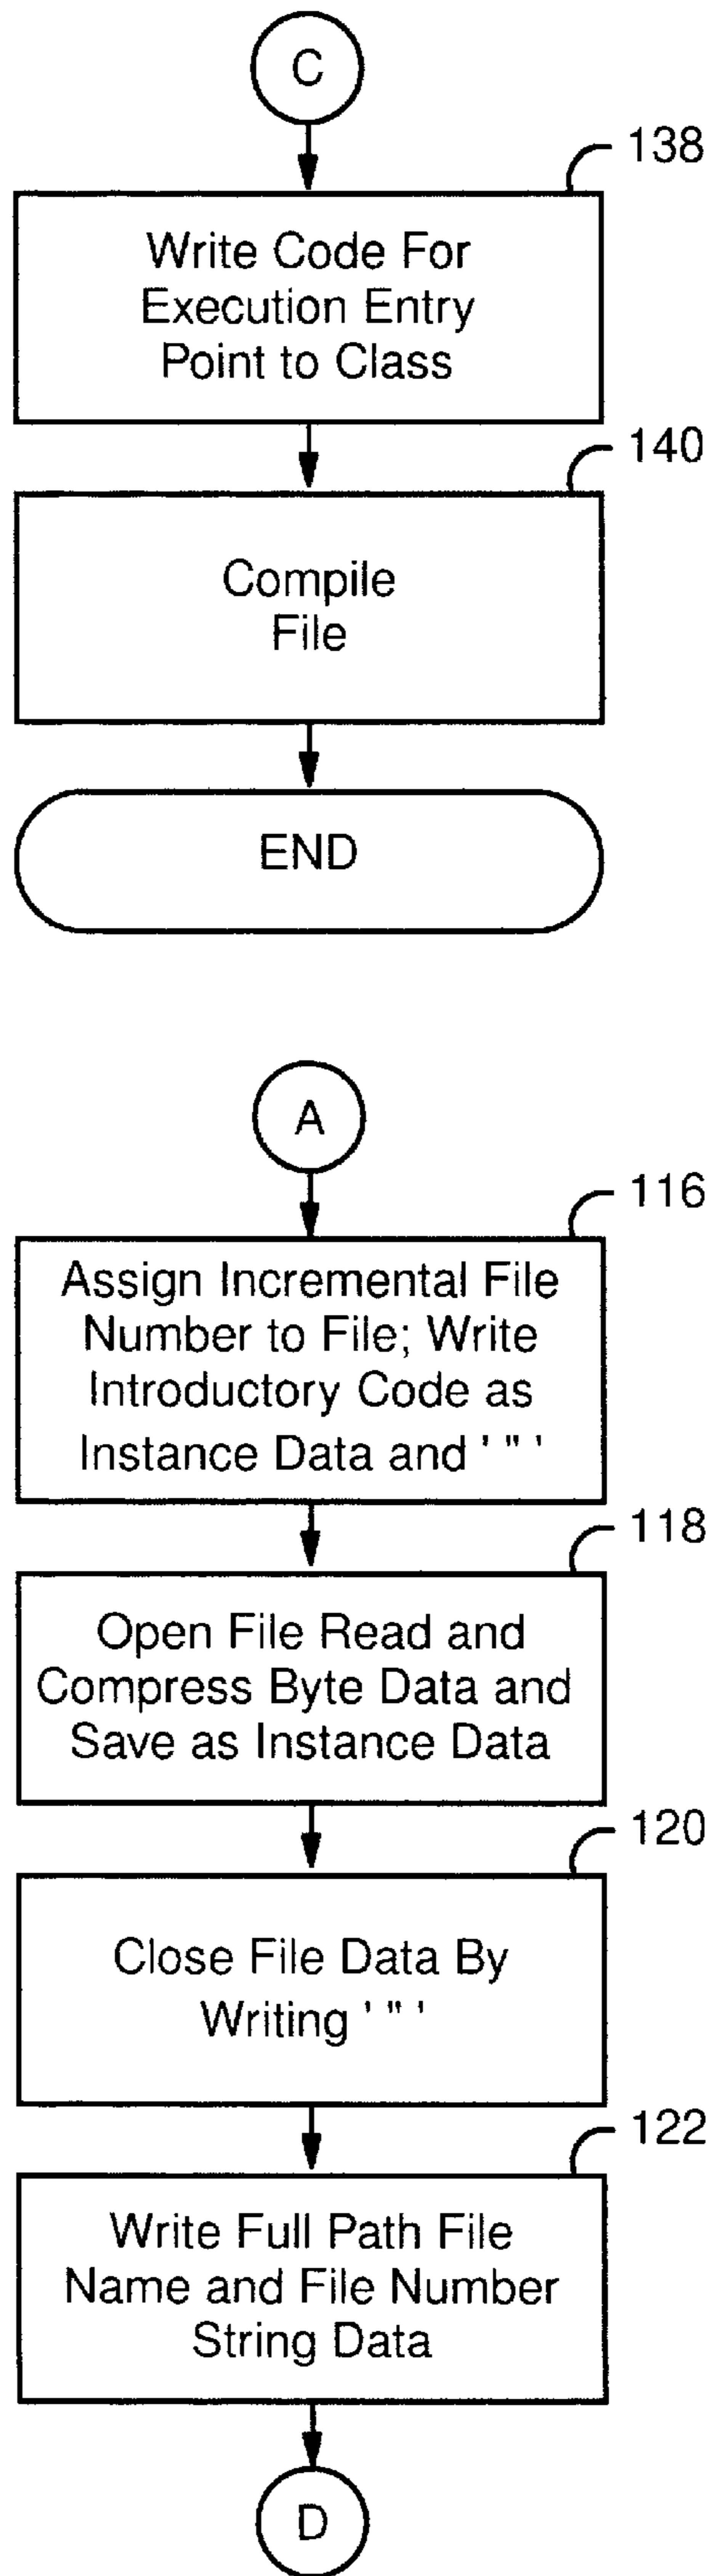 C
138
Write Code For
Execution Entry
Point to Class
140
Compile
File
END
A
116
Assign Incremental File
Number to File; Write
Introductory Code as
Instance Data and ' " '
118
Open File Read and
Compress Byte Data and
Save as Instance Data
120
Close File Data By
Writing ' " '
122
Write Full Path File
Name and File Number
String Data
D